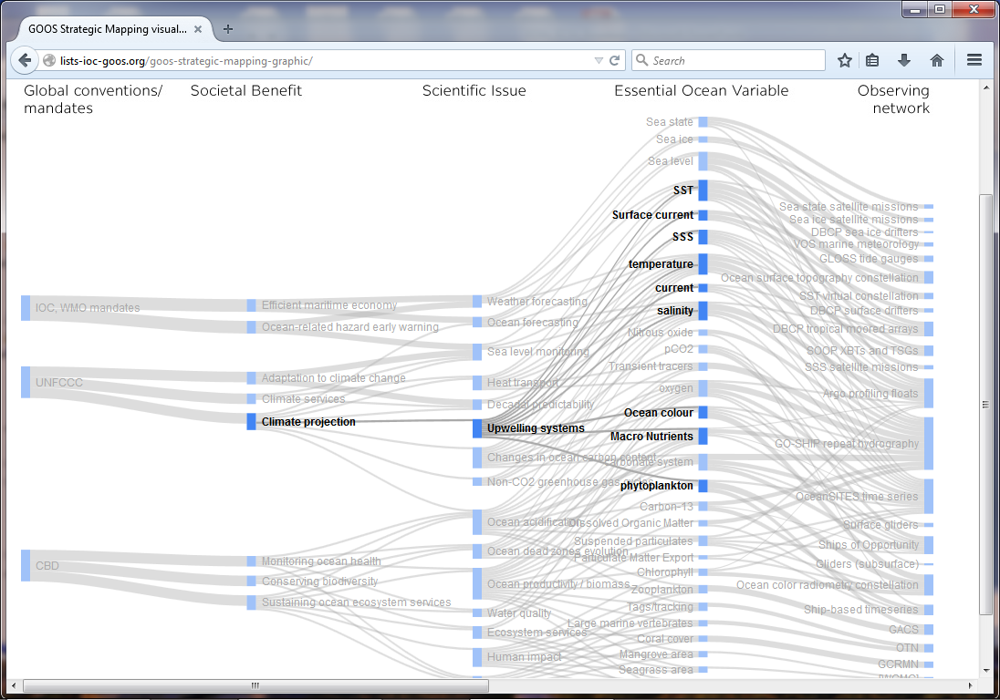 GOOS Strategic Mapping visual...
lists-ioc-goos.org/goos-strategic-mapping-graphic/
Search
Global conventions/
mandates
Societal Benefit
Scientific Issue
Essential Ocean Variable
Observing
network
IOC, WMO mandates
UNFCCC
CBD
Efficient maritime economy
Ocean-related hazard early warning
Adaptation to climate change
Climate services
Climate projection
Monitoring ocean health
Conserving biodiversity
Sustaining ocean ecosystem services
Weather forecasting
Ocean forecasting
Sea level monitoring
Heat transport
Decadal predictability
Upwelling systems
Changes in ocean carbon content
Non-CO2 greenhouse gas
Ocean acidification
Ocean dead zones evolution
Ocean productivity / biomass
Water quality
Ecosystem services
Human impact
Sea state
Sea ice
Sea level
SST
Surface current
SSS
temperature
current
salinity
Nitrous oxide
pCO2
Transient tracers
oxygen
Ocean colour
Macro Nutrients
Carbonate system
phytoplankton
Carbon-13
Dissolved Organic Matter
Suspended particulates
Particulate Matter Export
Chlorophyll
Zooplankton
Tags/tracking
Large marine vertebrates
Coral cover
Mangrove area
Seagrass area
Sea state satellite missions
Sea ice satellite missions
DBCP sea ice drifters
VOS marine meteorology
GLOSS tide gauges
Ocean surface topography constellation
SST virtual constellation
DBCP surface drifters
DBCP tropical moored arrays
SOOP XBTs and TSGs
SSS satellite missions
Argo profiling floats
GO-SHIP repeat hydrography
OceanSITES time series
Surface gliders
Ships of Opportunity
Gliders (subsurface)
Ocean color radiometry constellation
Ship-based timeseries
GACS
OTN
GCRMN